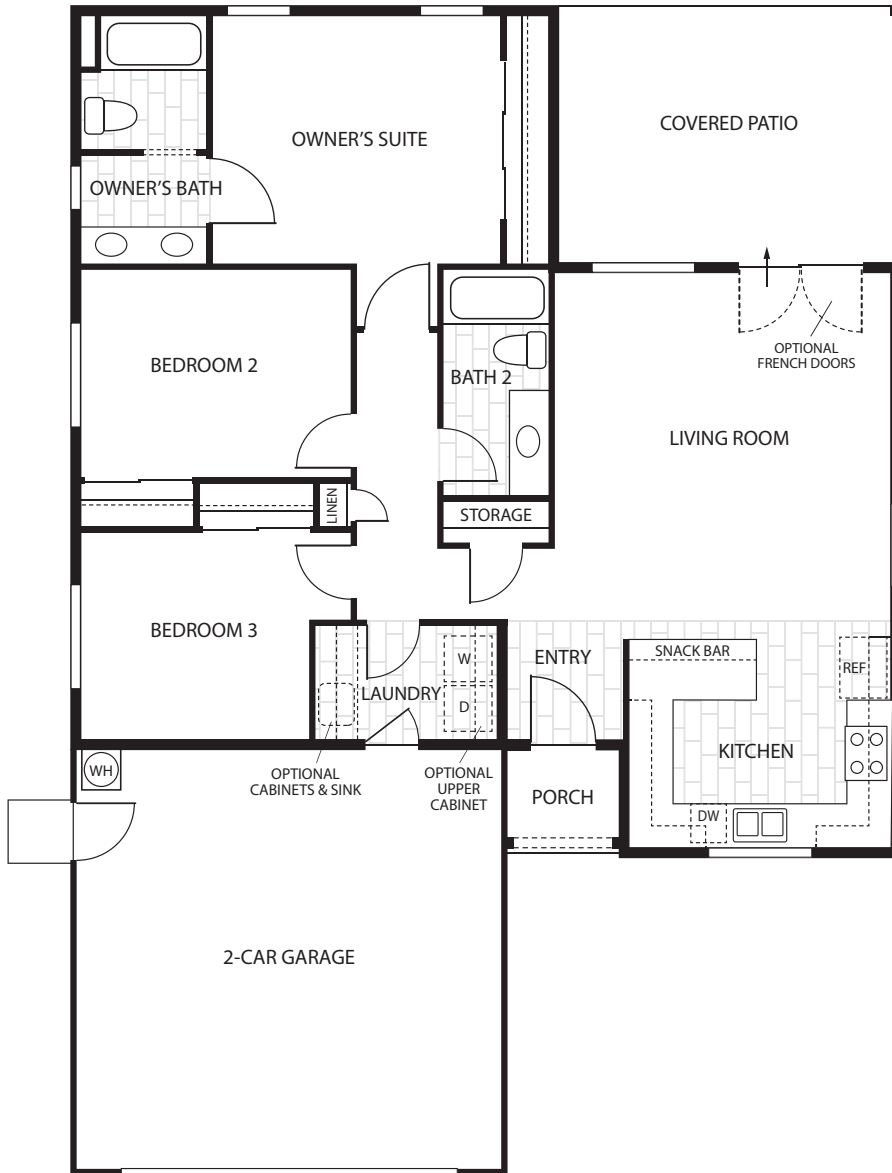 OWNER'S SUITE
COVERED PATIO
OWNER'S BATH
BEDROOM 2
BATH 2
OPTIONAL
FRENCH DOORS
LIVING ROOM
LINEN
STORAGE
BEDROOM 3
W
D
LAUNDRY
ENTRY
SNACK BAR
REF
KITCHEN
WH
OPTIONAL
CABINETS & SINK
OPTIONAL
UPPER
CABINET
PORCH
DW
2-CAR GARAGE